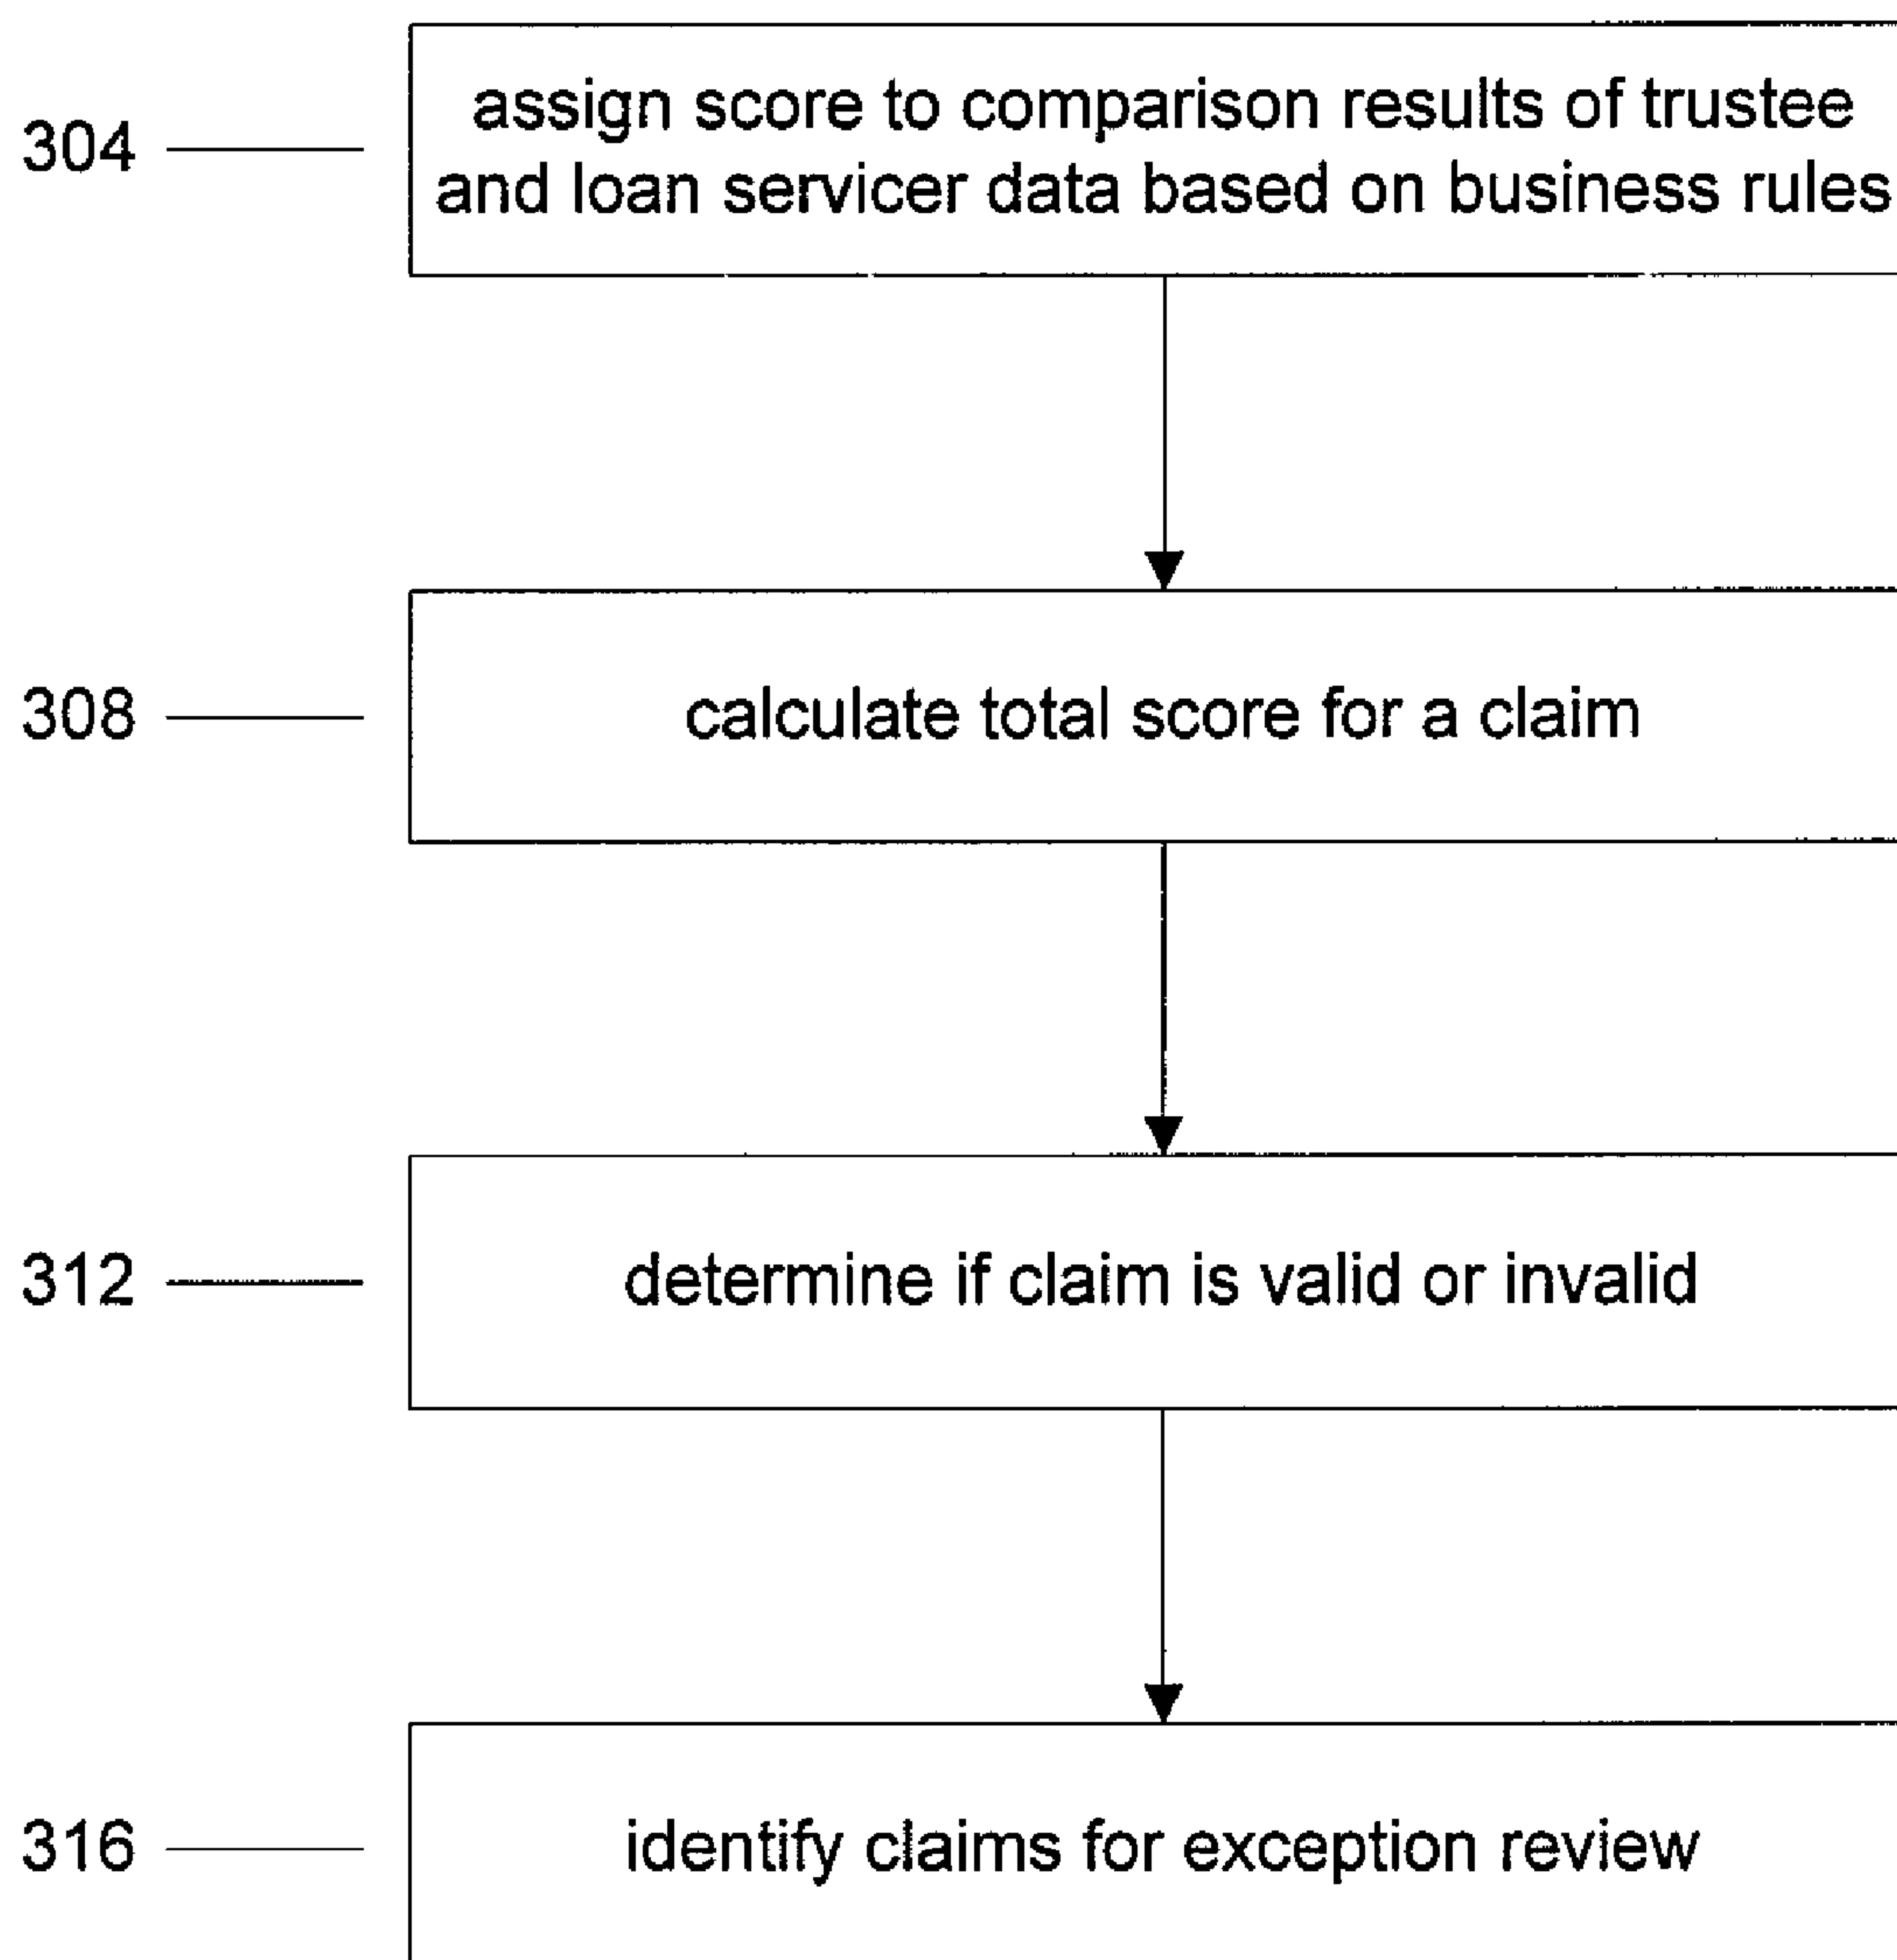 304
assign score to comparison results of trustee
and loan servicer data based on business rules
308
calculate total score for a claim
312
determine if claim is valid or invalid
316
identify claims for exception review